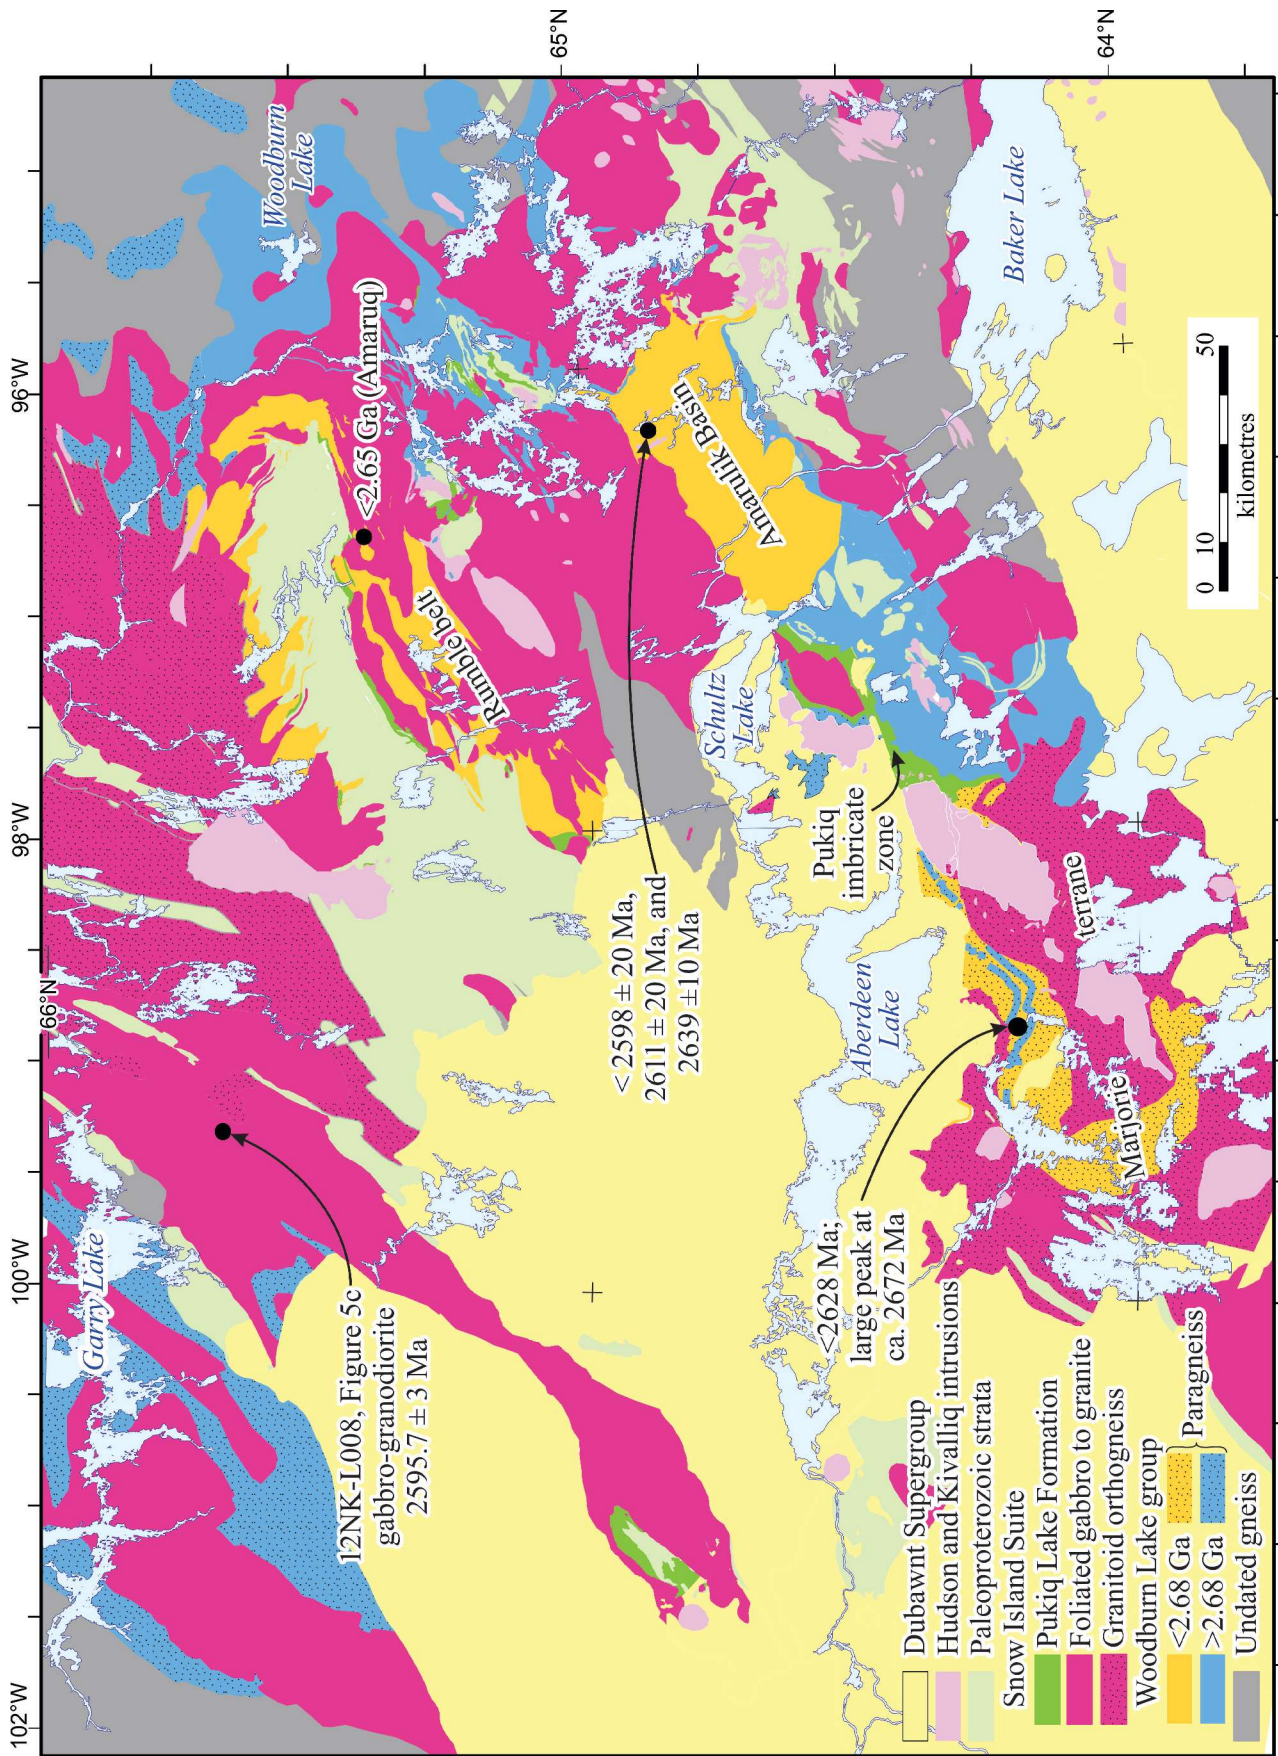 102°W
100°W
98°W
96°W
66°N
65°N
64°N
Garry Lake
Woodburn
Lake
12NK-L008, Figure 5c
gabbro-granodiorite
2595.7 ± 3 Ma
<2.65 Ga (Amaruq)
Rumble belt
<2598 ± 20 Ma,
2611 ± 20 Ma, and
2639 ±10 Ma
Amarulik Basin
Schultz
Lake
Pukiq
imbricate
zone
Aberdeen
Lake
<2628 Ma;
large peak at
ca. 2672 Ma
Marjorie
terrane
Baker Lake
Dubawnt Supergroup
Hudson and Kivalliq intrusions
Paleoproterozoic strata
Snow Island Suite
Pukiq Lake Formation
Foliated gabbro to granite
Granitoid orthogneiss
Woodburn Lake group
<2.68 Ga
>2.68 Ga
Paragneiss
Undated gneiss
0 10 50
kilometres